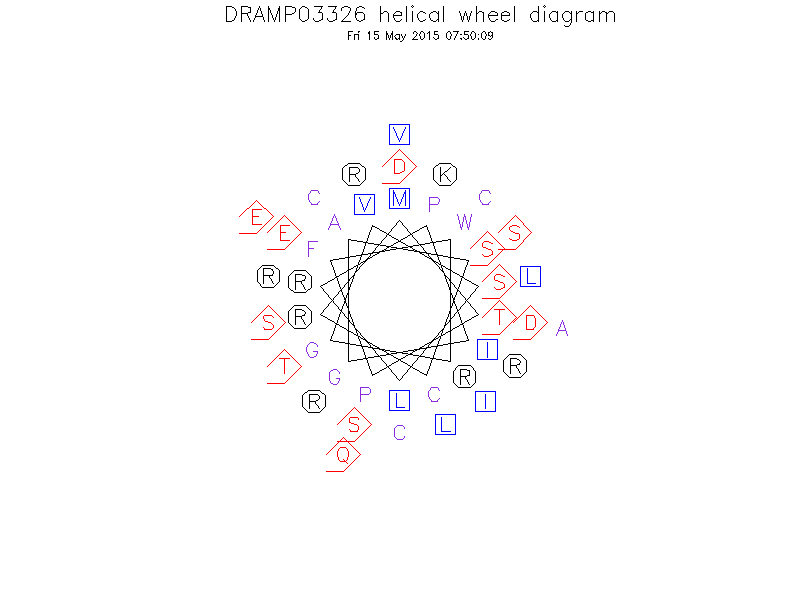 DRAMP03326 helical wheel diagram
Fri 15 May 2015 07:50:09
V
D
R K
C V M P C
E E A W S S
F
R R S L
S R T D A
G I
T R
G R
R P L C I
S C L
Q